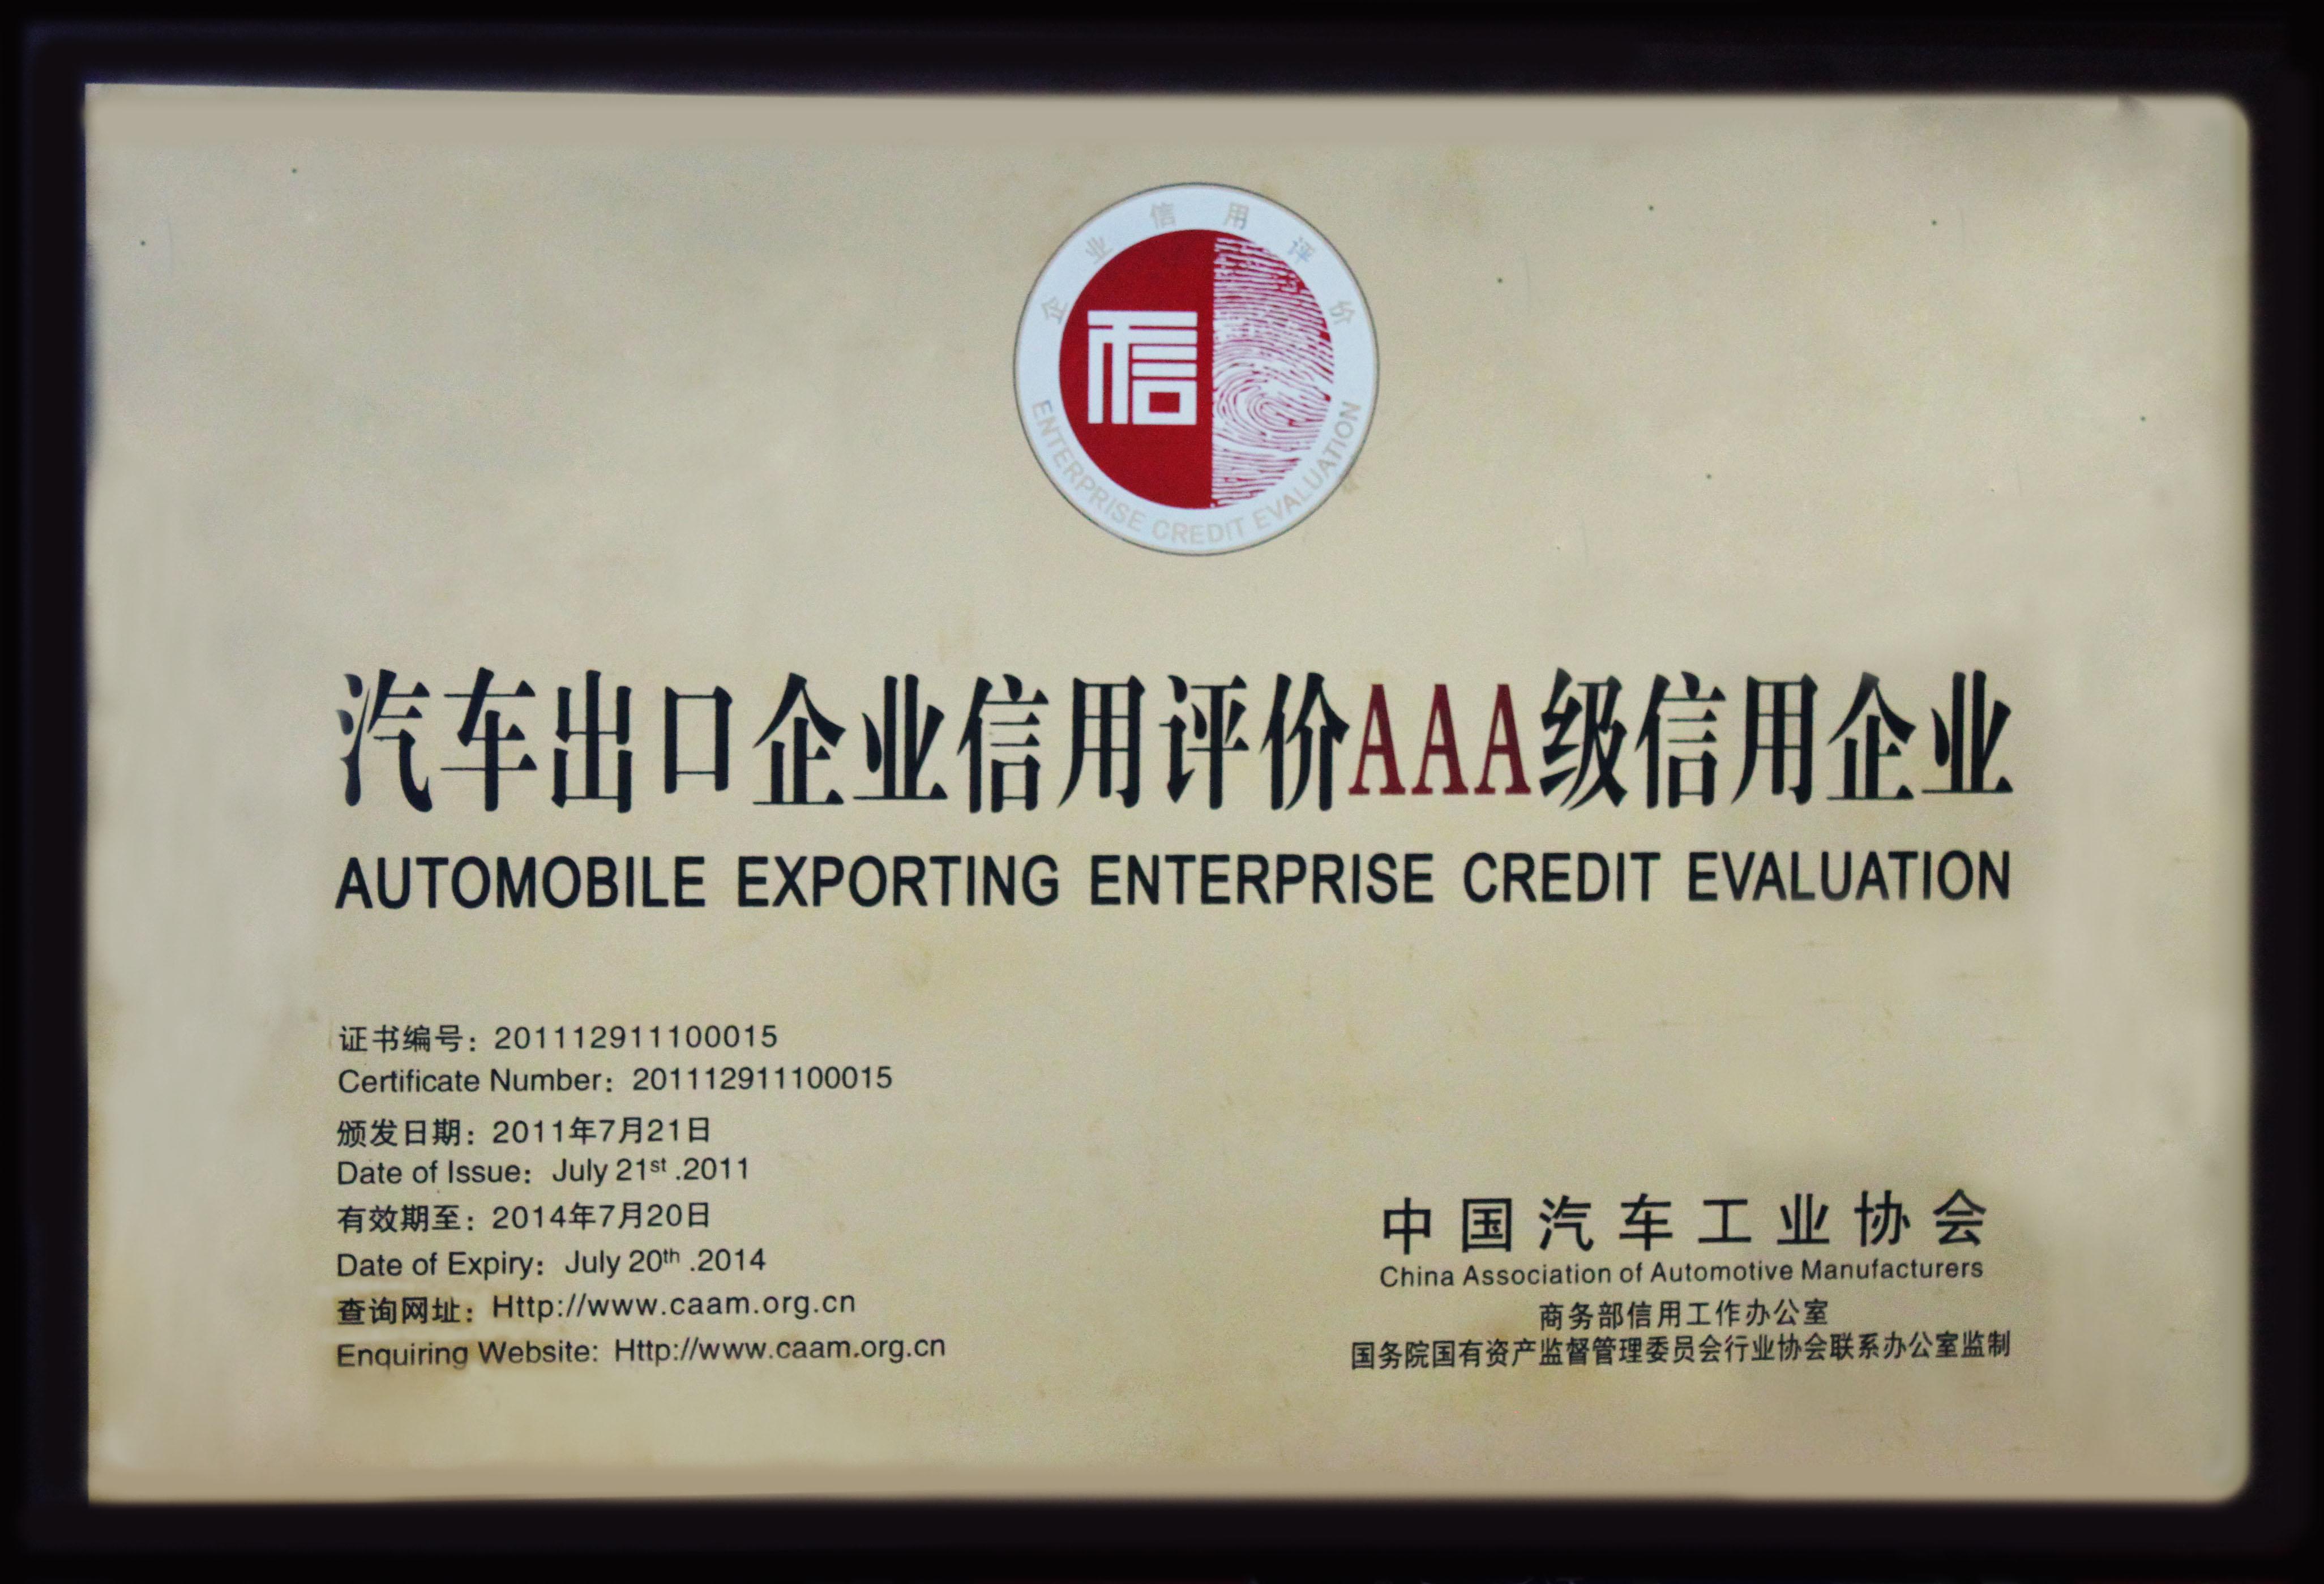 企业信用评价
信
ENTERPRISE CREDIT EVALUATION
汽车出口企业信用评价AAA级信用企业
AUTOMOBILE EXPORTING ENTERPRISE CREDIT EVALUATION
证书编号：201112911100015
Certificate Number：201112911100015
颁发日期：2011年7月21日
Date of Issue：July 21st .2011
有效期至：2014年7月20日
Date of Expiry：July 20th .2014
查询网址：Http://www.caam.org.cn
Enquiring Website: Http://www.caam.org.cn
中国汽车工业协会
China Association of Automotive Manufacturers
商务部信用工作办公室
国务院国有资产监督管理委员会行业协会联系办公室监制